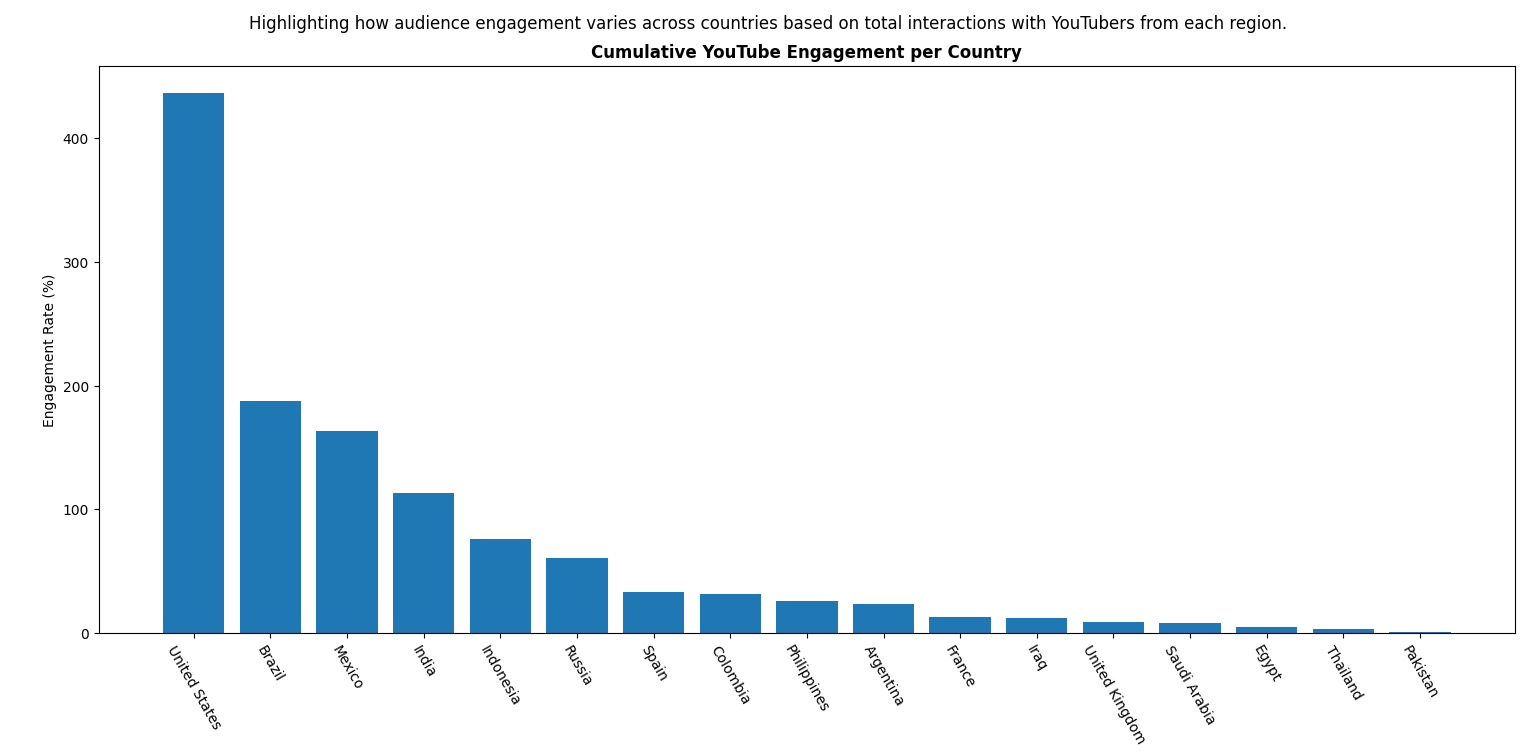 Highlighting how audience engagement varies across countries based on total interactions with YouTubers from each region.
Cumulative YouTube Engagement per Country
Engagement Rate (%)
400
300
200
100
0
United States
Brazil
Mexico
India
Indonesia
Russia
Spain
Colombia
Philippines
Argentina
France
Iraq
United Kingdom
Saudi Arabia
Egypt
Thailand
Pakistan